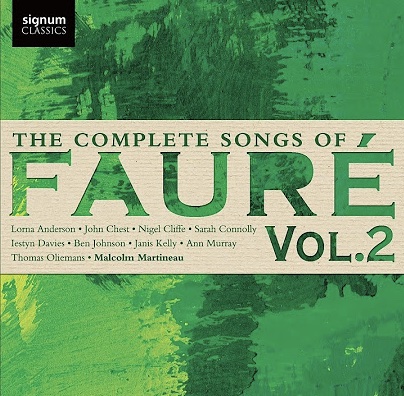 signum
CLASSICS
THE COMPLETE SONGS OF
FAURÉ
Lorna Anderson • John Chest • Nigel Cliffe • Sarah Connolly
Iestyn Davies • Ben Johnson • Janis Kelly • Ann Murray
Thomas Oliemans • Malcolm Martineau
VOL.2